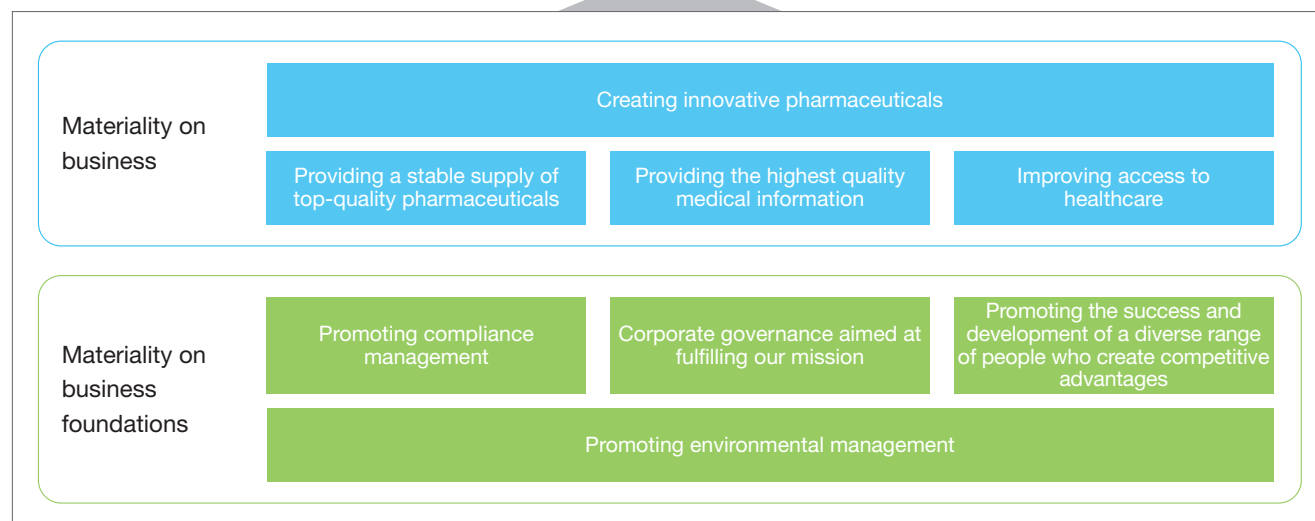 Materiality on
business
Creating innovative pharmaceuticals
Providing a stable supply of
top-quality pharmaceuticals
Providing the highest quality
medical information
Improving access to
healthcare
Materiality on
business
foundations
Promoting compliance
management
Corporate governance aimed at
fulfilling our mission
Promoting the success and
development of a diverse range
of people who create competitive
advantages
Promoting environmental management